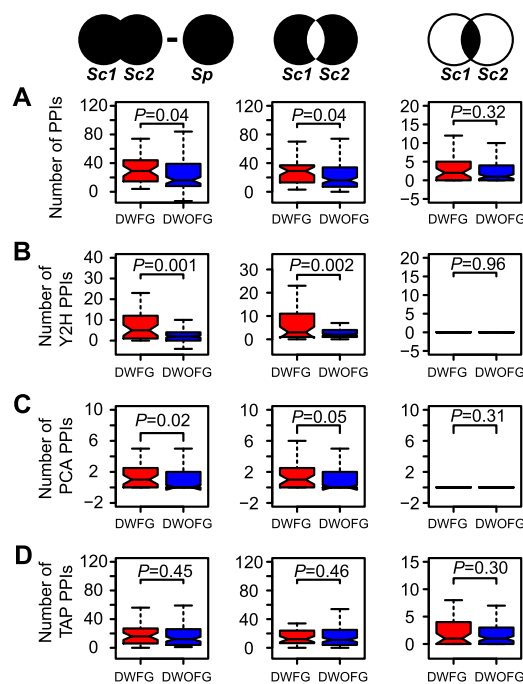 Sc1 Sc2 - Sp Sc1 Sc2 Sc1 Sc2
A
Number of PPIs
120 80 40 0
P=0.04
DWFG DWOFG
120 80 40 0
P=0.04
DWFG DWOFG
20 15 10 5 0 −5
P=0.32
DWFG DWOFG
B
Number of
Y2H PPIs
40 30 20 10 0
P=0.001
DWFG DWOFG
30 20 10 0
P=0.002
DWFG DWOFG
20 15 10 5 0 −5
P=0.96
DWFG DWOFG
C
Number of
PCA PPIs
10 6 2 −2
P=0.02
DWFG DWOFG
10 6 2 −2
P=0.05
DWFG DWOFG
10 5 0
P=0.31
DWFG DWOFG
D
Number of
TAP PPIs
120 80 40 0
P=0.45
DWFG DWOFG
120 80 40 0
P=0.46
DWFG DWOFG
15 10 5 0
P=0.30
DWFG DWOFG